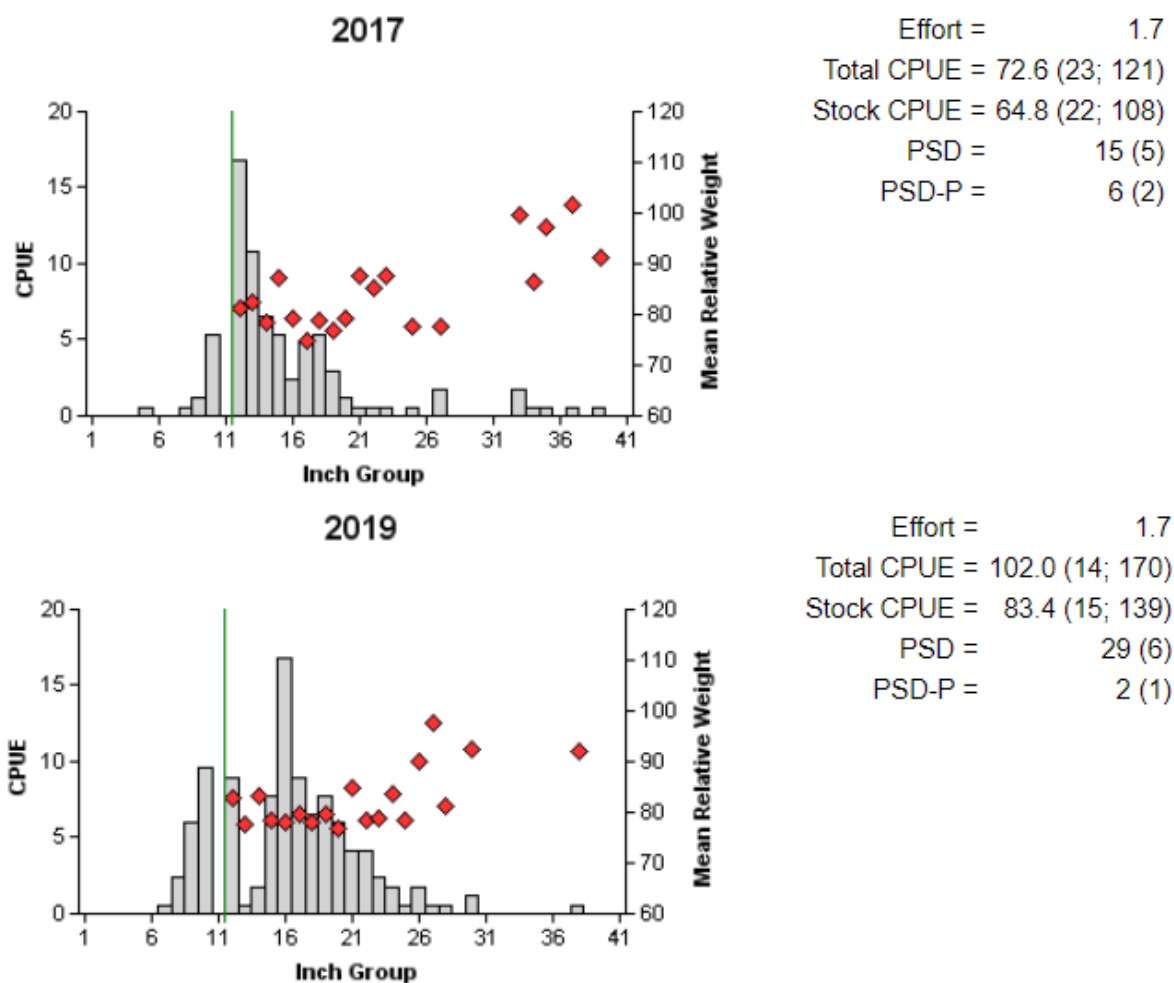 2017
Effort = 1.7
Total CPUE = 72.6 (23; 121)
Stock CPUE = 64.8 (22; 108)
PSD = 15 (5)
PSD-P = 6 (2)
20
15
10
5
0
CPUE
120
110
100
90
80
70
60
Mean Relative Weight
1 6 11 16 21 26 31 36 41
Inch Group
2019
Effort = 1.7
Total CPUE = 102.0 (14; 170)
Stock CPUE = 83.4 (15; 139)
PSD = 29 (6)
PSD-P = 2 (1)
20
15
10
5
0
CPUE
120
110
100
90
80
70
60
Mean Relative Weight
1 6 11 16 21 26 31 36 41
Inch Group